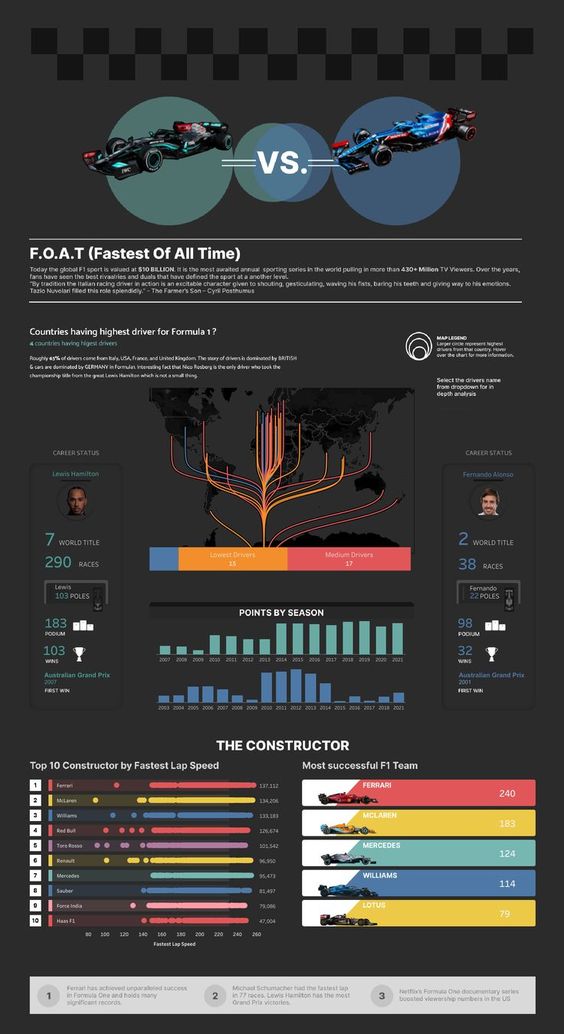 IWC
VS.
F.O.A.T (Fastest Of All Time)
Today the global F1 sport is valued at $10 BILLION. It is the most awaited annual sporting series in the world pulling in more than 430+ Million TV Viewers. Over the years,
fans have seen the best rivalries and duals that have defined the sport at a another level.
"By tradition the Italian racing driver in action is an excitable character given to shouting, gesticulating, waving his fists, baring his teeth and giving way to his emotions.
Tazio Nuvolari filled this role splendidly." - The Farmer's Son - Cyril Posthumus
Countries having highest driver for Formula 1?
4 countries having higest drivers
Roughly 65% of drivers come from Italy, USA, France, and United Kingdom. The story of drivers is dominated by BRITISH
& cars are dominated by GERMANY in Formula1. Interesting fact that Nico Rosberg is the only driver who took the
championship title from the great Lewis Hamilton which is not a small thing.
MAP LEGEND
Larger circle represent highest
drivers from that country. Hover
over the chart for more information.
Select the drivers name
from dropdown for in
depth analysis
CAREER STATUS
Lewis Hamilton
7 WORLD TITLE
290 RACES
Lewis
103 POLES
183
PODIUM
103
WINS
Australian Grand Prix
2007
FIRST WIN
Lowest Drivers
15
Medium Drivers
17
CAREER STATUS
Fernando Alonso
2 WORLD TITLE
38 RACES
Fernando
22 POLES
98
PODIUM
32
WINS
Australian Grand Prix
2001
FIRST WIN
POINTS BY SEASON
2007 2008 2009 2010 2011 2012 2013 2014 2015 2016 2017 2018 2019 2020 2021
2003 2004 2005 2006 2007 2008 2009 2010 2011 2012 2013 2014 2015 2016 2017 2018 2021
THE CONSTRUCTOR
Top 10 Constructor by Fastest Lap Speed
1 Ferrari 137,112
2 McLaren 134,206
3 Williams 133,183
4 Red Bull 126,674
5 Toro Rosso 101,542
6 Renault 96,950
7 Mercedes 95,473
8 Sauber 81,497
9 Force India 79,086
10 Haas F1 47,004
80 100 120 140 160 180 200 220 240 260
Fastest Lap Speed
Most successful F1 Team
FERRARI 240
MCLAREN 183
MERCEDES 124
WILLIAMS 114
LOTUS 79
1 Ferrari has achieved unparalleled success
in Formula One and holds many
significant records.
2 Michael Schumacher had the fastest lap
in 77 races. Lewis Hamilton has the most
Grand Prix victories.
3 Netflix's Formula One documentary series
boosted viewership numbers in the US